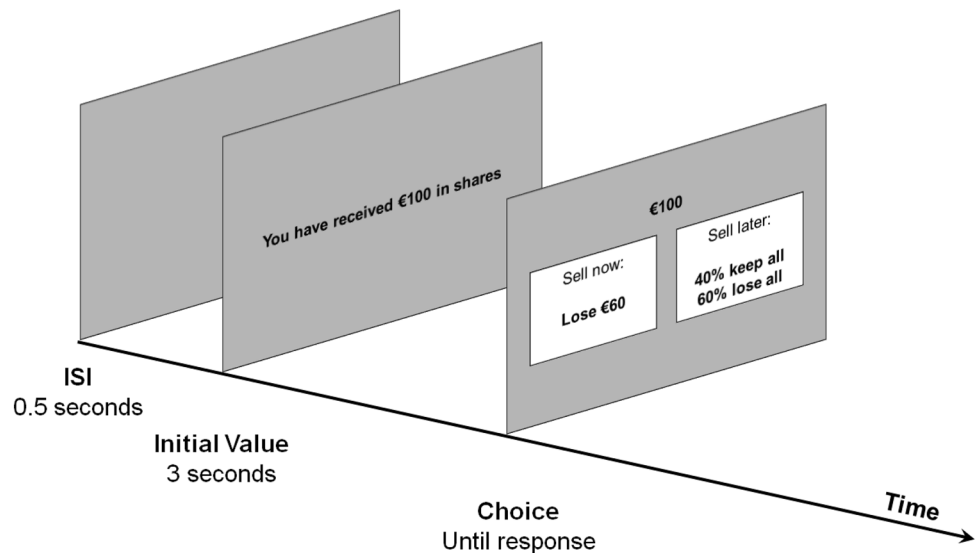 You have received €100 in shares
€100
Sell now:
Lose €60
Sell later:
40% keep all
60% lose all
ISI
0.5 seconds
Initial Value
3 seconds
Choice
Until response
Time